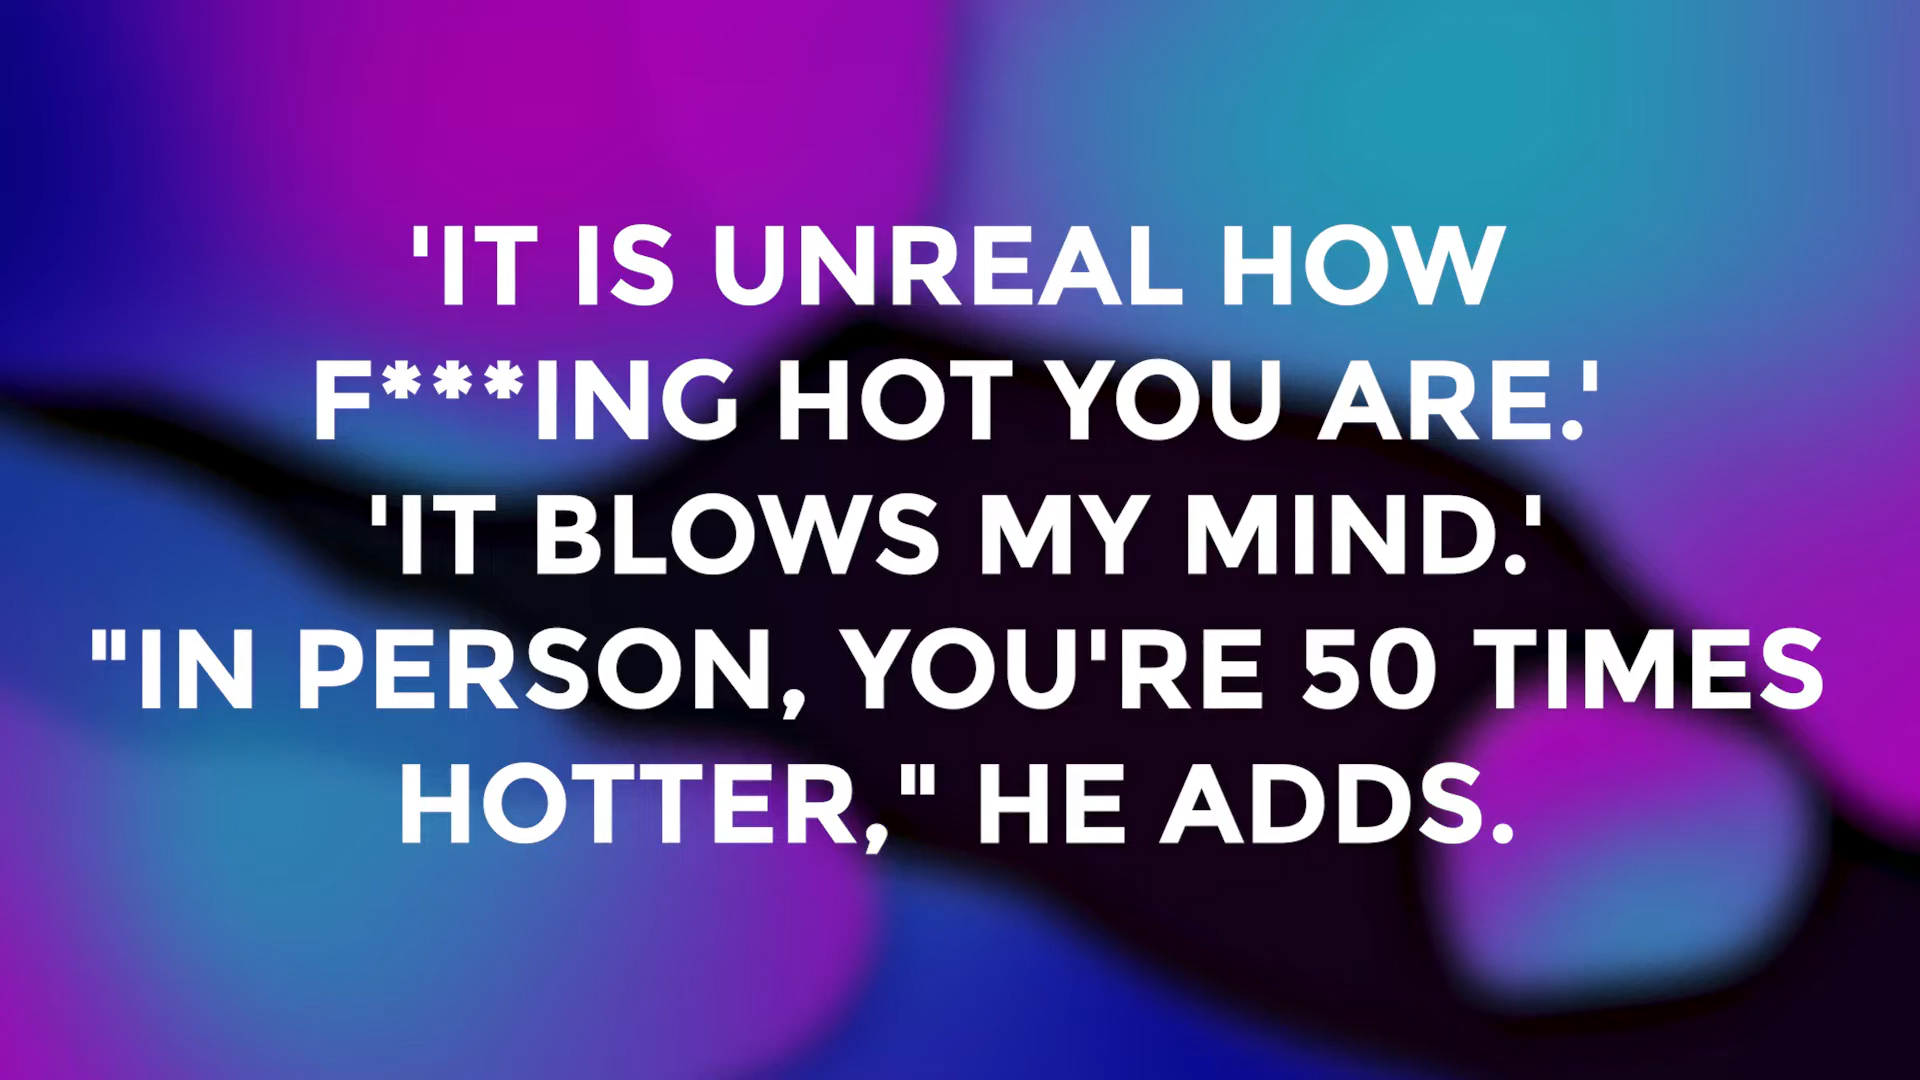 'IT IS UNREAL HOW
F***ING HOT YOU ARE.'
'IT BLOWS MY MIND.'
"IN PERSON, YOU'RE 50 TIMES
HOTTER," HE ADDS.